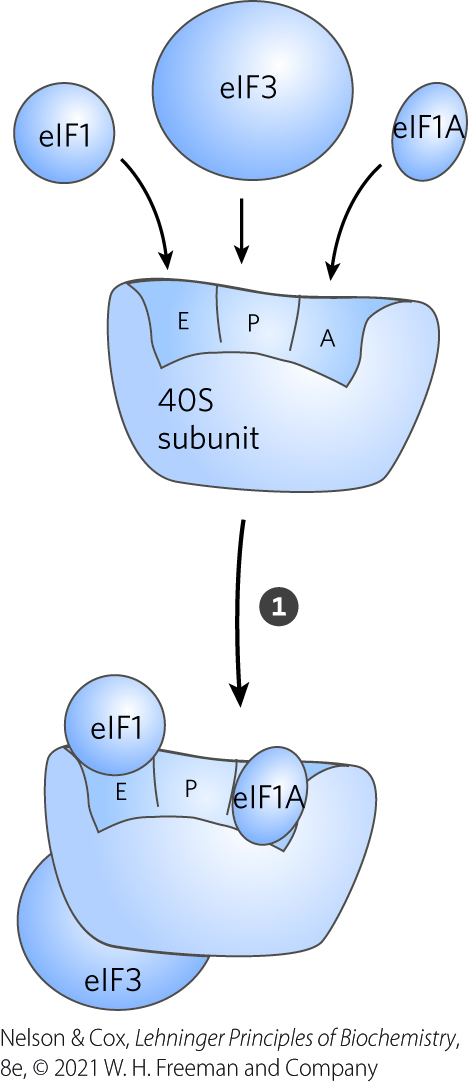 eIF3
eIF1
eIF1A
E
P
A
40S
subunit
1
eIF1
E
P
eIF1A
eIF3
Nelson & Cox, Lehninger Principles of Biochemistry,
8e, © 2021 W. H. Freeman and Company